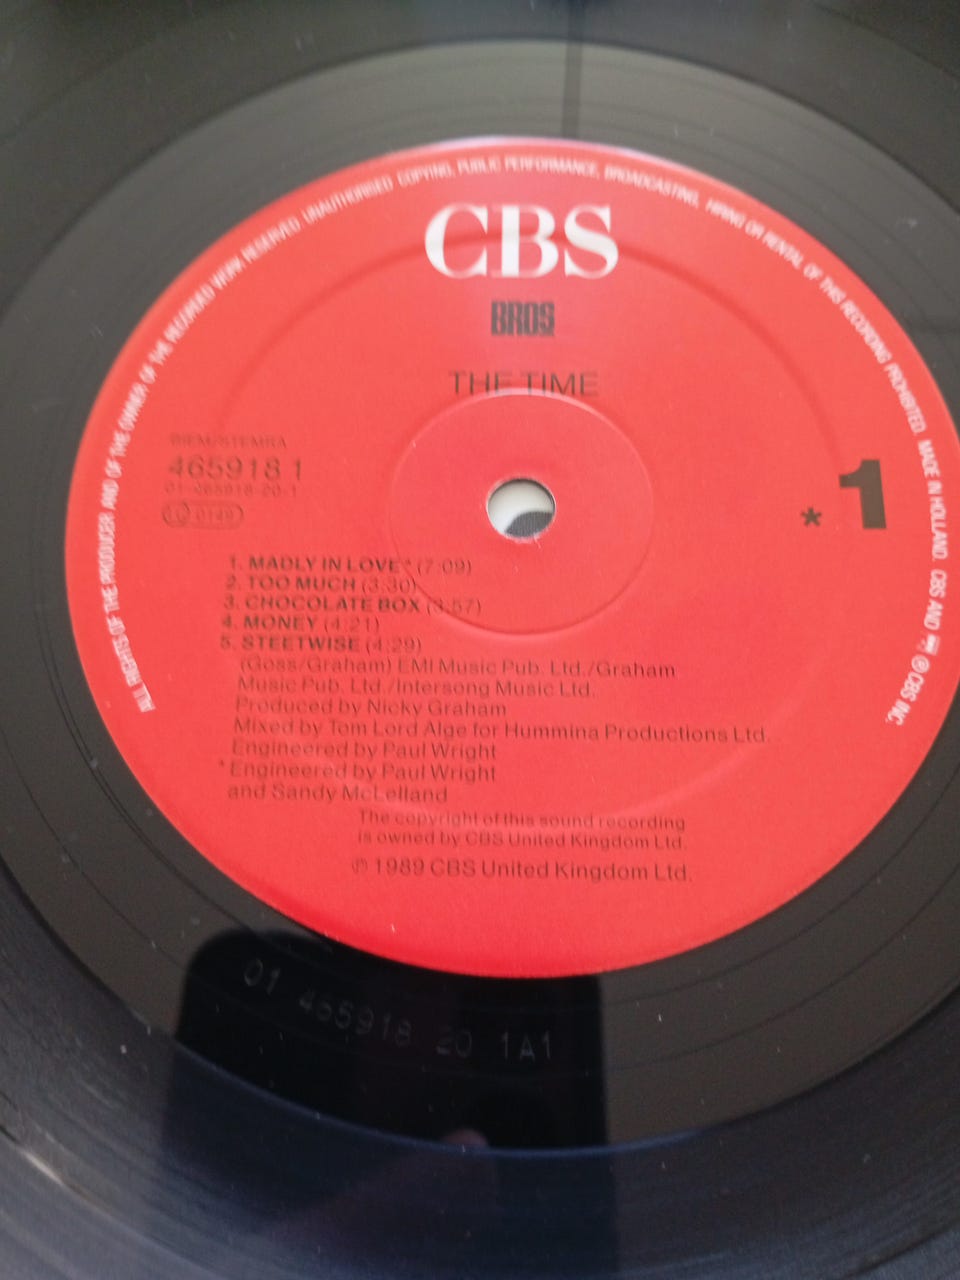 ALL RIGHTS OF THE PRODUCER AND OF THE OWNER OF THE RECORDED WORK RESERVED. UNAUTHORISED COPYING, PUBLIC PERFORMANCE, BROADCASTING, HIRING OR RENTAL OF THIS RECORDING PROHIBITED. MADE IN HOLLAND. CBS AND ® © CBS INC.
CBS
BROS
THE TIME
BIEM/STEMRA
465918 1
01-465918-20-1
LC 0149
* 1
1. MADLY IN LOVE* (7:09)
2. TOO MUCH (3:30)
3. CHOCOLATE BOX (3:57)
4. MONEY (4:21)
5. STEETWISE (4:29)
(Goss/Graham) EMI Music Pub. Ltd./Graham
Music Pub. Ltd./Intersong Music Ltd.
Produced by Nicky Graham
Mixed by Tom Lord Alge for Hummina Productions Ltd.
Engineered by Paul Wright
* Engineered by Paul Wright
and Sandy McLelland
The copyright of this sound recording
is owned by CBS United Kingdom Ltd.
℗ 1989 CBS United Kingdom Ltd.
01 465918 20 1A1